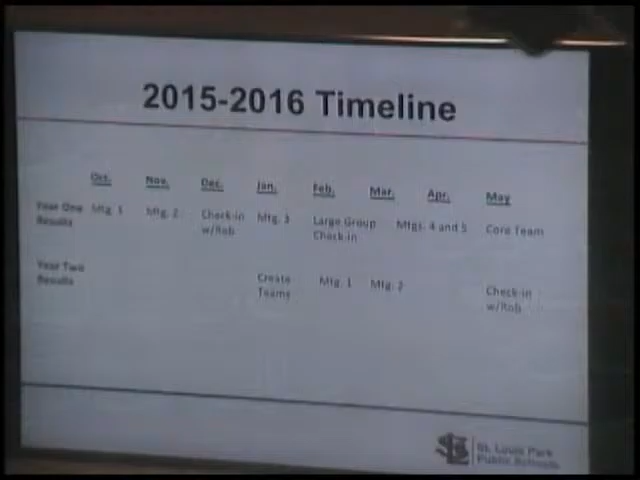 2015-2016 Timeline
Oct. Nov. Dec. Jan. Feb. Mar. Apr. May
Year One Results Mtg. 1 Mtg. 2 Check-in w/Rob Mtg. 3 Large Group Check-in Mtgs. 4 and 5 Core Team
Year Two Results Create Teams Mtg. 1 Mtg. 2 Check-in w/Rob
St. Louis Park
Public Schools